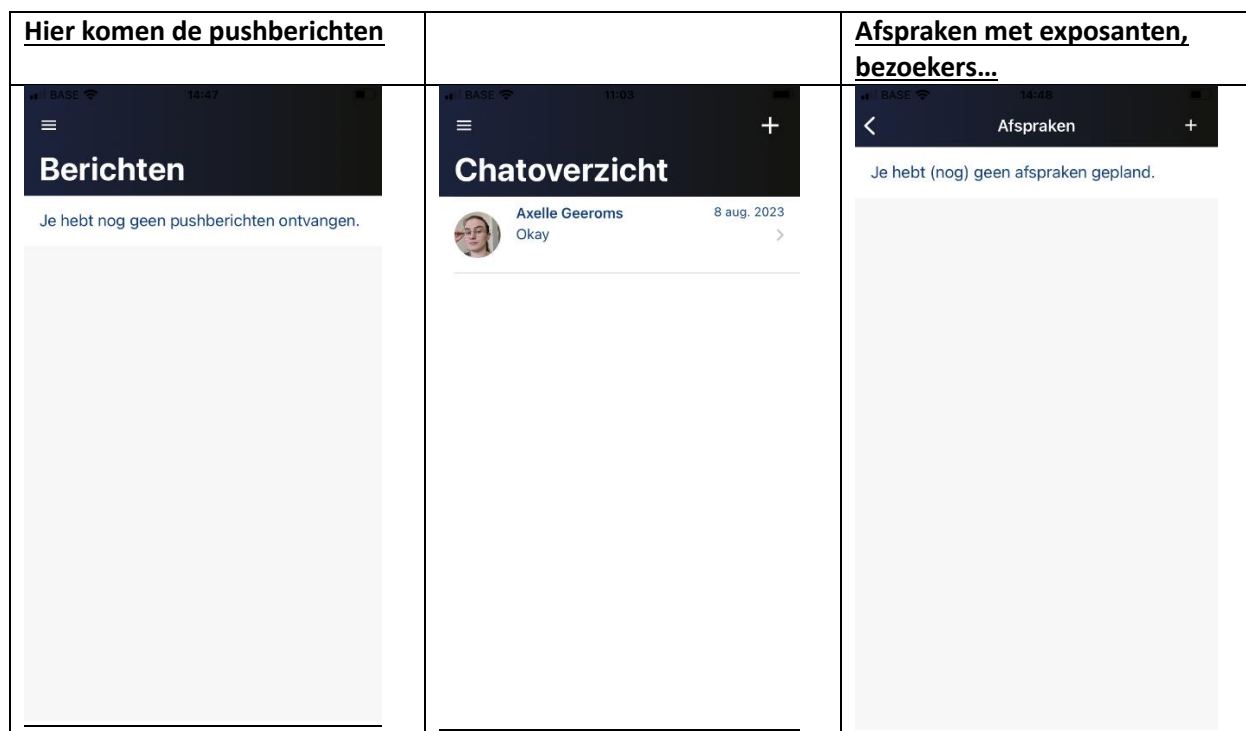 Hier komen de pushberichten
Afspraken met exposanten,
bezoekers...
BASE 14:47
Berichten
Je hebt nog geen pushberichten ontvangen.
BASE 11:03
Chatoverzicht
Axelle Geeroms 8 aug. 2023
Okay
BASE 14:48
Afspraken
Je hebt (nog) geen afspraken gepland.